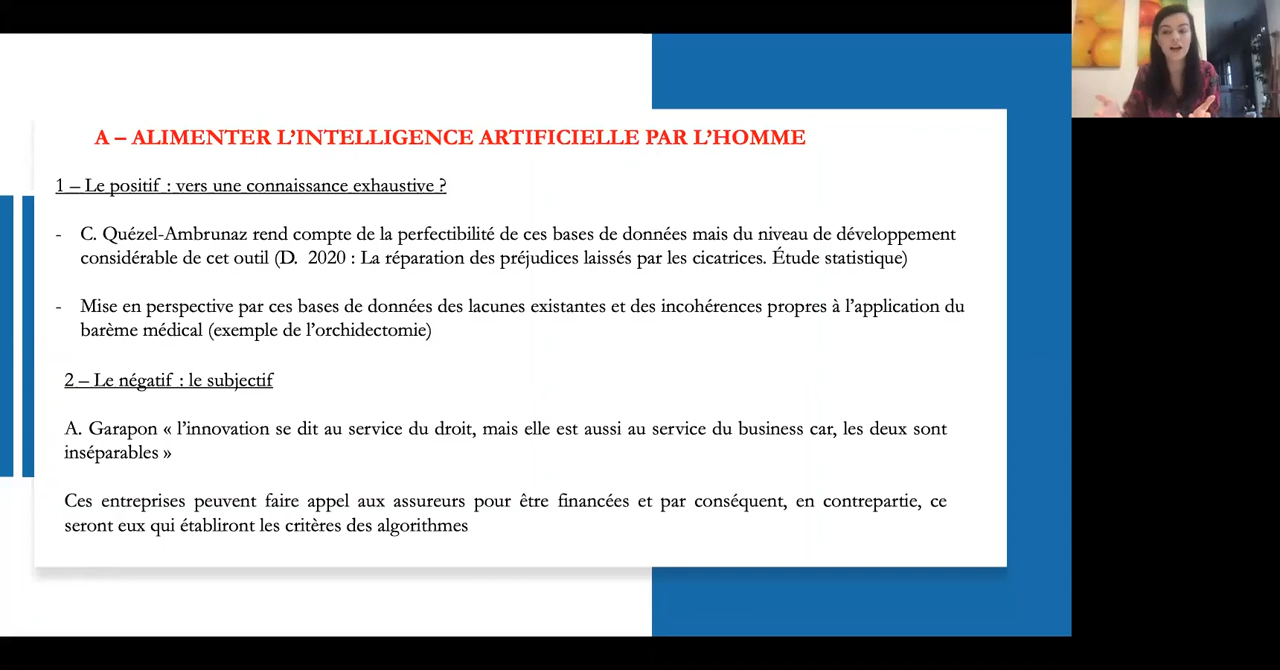 A – ALIMENTER L’INTELLIGENCE ARTIFICIELLE PAR L’HOMME
1 – Le positif : vers une connaissance exhaustive ?
- C. Quézel-Ambrunaz rend compte de la perfectibilité de ces bases de données mais du niveau de développement
considérable de cet outil (D. 2020 : La réparation des préjudices laissés par les cicatrices. Étude statistique)
- Mise en perspective par ces bases de données des lacunes existantes et des incohérences propres à l’application du
barème médical (exemple de l’orchidectomie)
2 – Le négatif : le subjectif
A. Garapon « l’innovation se dit au service du droit, mais elle est aussi au service du business car, les deux sont
inséparables »
Ces entreprises peuvent faire appel aux assureurs pour être financées et par conséquent, en contrepartie, ce
seront eux qui établiront les critères des algorithmes